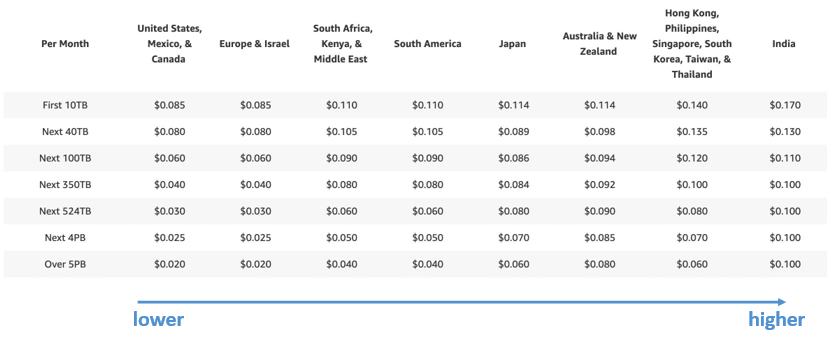 Per Month United States, Mexico, & Canada Europe & Israel South Africa, Kenya, & Middle East South America Japan Australia & New Zealand Hong Kong, Philippines, Singapore, South Korea, Taiwan, & Thailand India
First 10TB $0.085 $0.085 $0.110 $0.110 $0.114 $0.114 $0.140 $0.170
Next 40TB $0.080 $0.080 $0.105 $0.105 $0.089 $0.098 $0.135 $0.130
Next 100TB $0.060 $0.060 $0.090 $0.090 $0.086 $0.094 $0.120 $0.110
Next 350TB $0.040 $0.040 $0.080 $0.080 $0.084 $0.092 $0.100 $0.100
Next 524TB $0.030 $0.030 $0.060 $0.060 $0.080 $0.090 $0.080 $0.100
Next 4PB $0.025 $0.025 $0.050 $0.050 $0.070 $0.085 $0.070 $0.100
Over 5PB $0.020 $0.020 $0.040 $0.040 $0.060 $0.080 $0.060 $0.100
lower higher